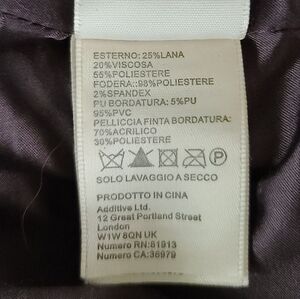 ESTERNO: 25%LANA
20%VISCOSA
55%POLIESTERE
FODERA::98%POLIESTERE
2%SPANDEX
PU BORDATURA: 5%PU
95%PVC
PELLICCIA FINTA BORDATURA:
70%ACRILICO
30%POLIESTERE
P
SOLO LAVAGGIO A SECCO
PRODOTTO IN CINA
Additive Ltd.
12 Great Portland Street
London
W1W 8QN UK
Numero RN:81913
Numero CA:36979